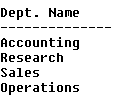 Dept. Name
--------------
Accounting
Research
Sales
Operations